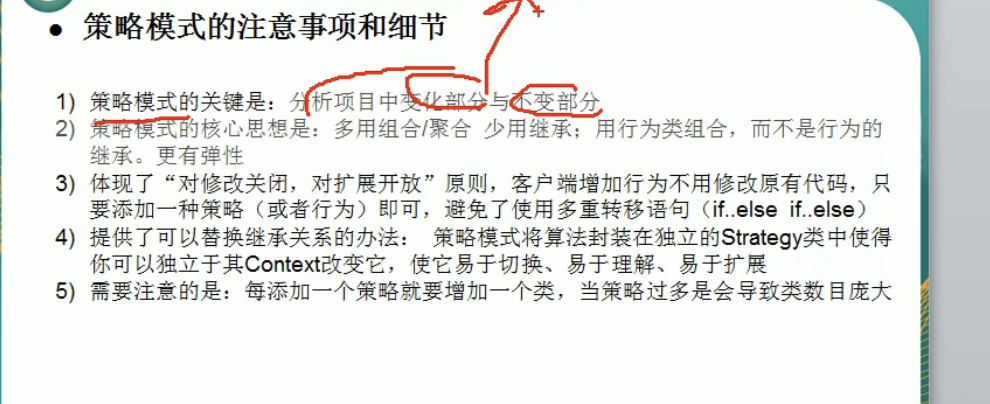 ● 策略模式的注意事项和细节
1) 策略模式的关键是：分析项目中变化部分与不变部分
2) 策略模式的核心思想是：多用组合/聚合 少用继承；用行为类组合，而不是行为的
继承。更有弹性
3) 体现了“对修改关闭，对扩展开放”原则，客户端增加行为不用修改原有代码，只
要添加一种策略（或者行为）即可，避免了使用多重转移语句（if..else if..else）
4) 提供了可以替换继承关系的办法： 策略模式将算法封装在独立的Strategy类中使得
你可以独立于其Context改变它，使它易于切换、易于理解、易于扩展
5) 需要注意的是：每添加一个策略就要增加一个类，当策略过多是会导致类数目庞大